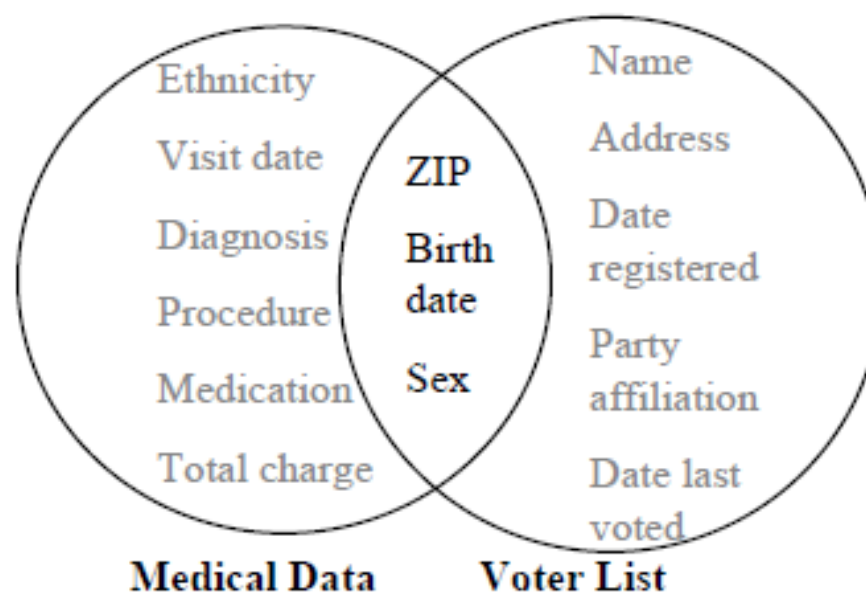 Ethnicity
Visit date
Diagnosis
Procedure
Medication
Total charge
ZIP
Birth
date
Sex
Name
Address
Date
registered
Party
affiliation
Date last
voted
Medical Data
Voter List